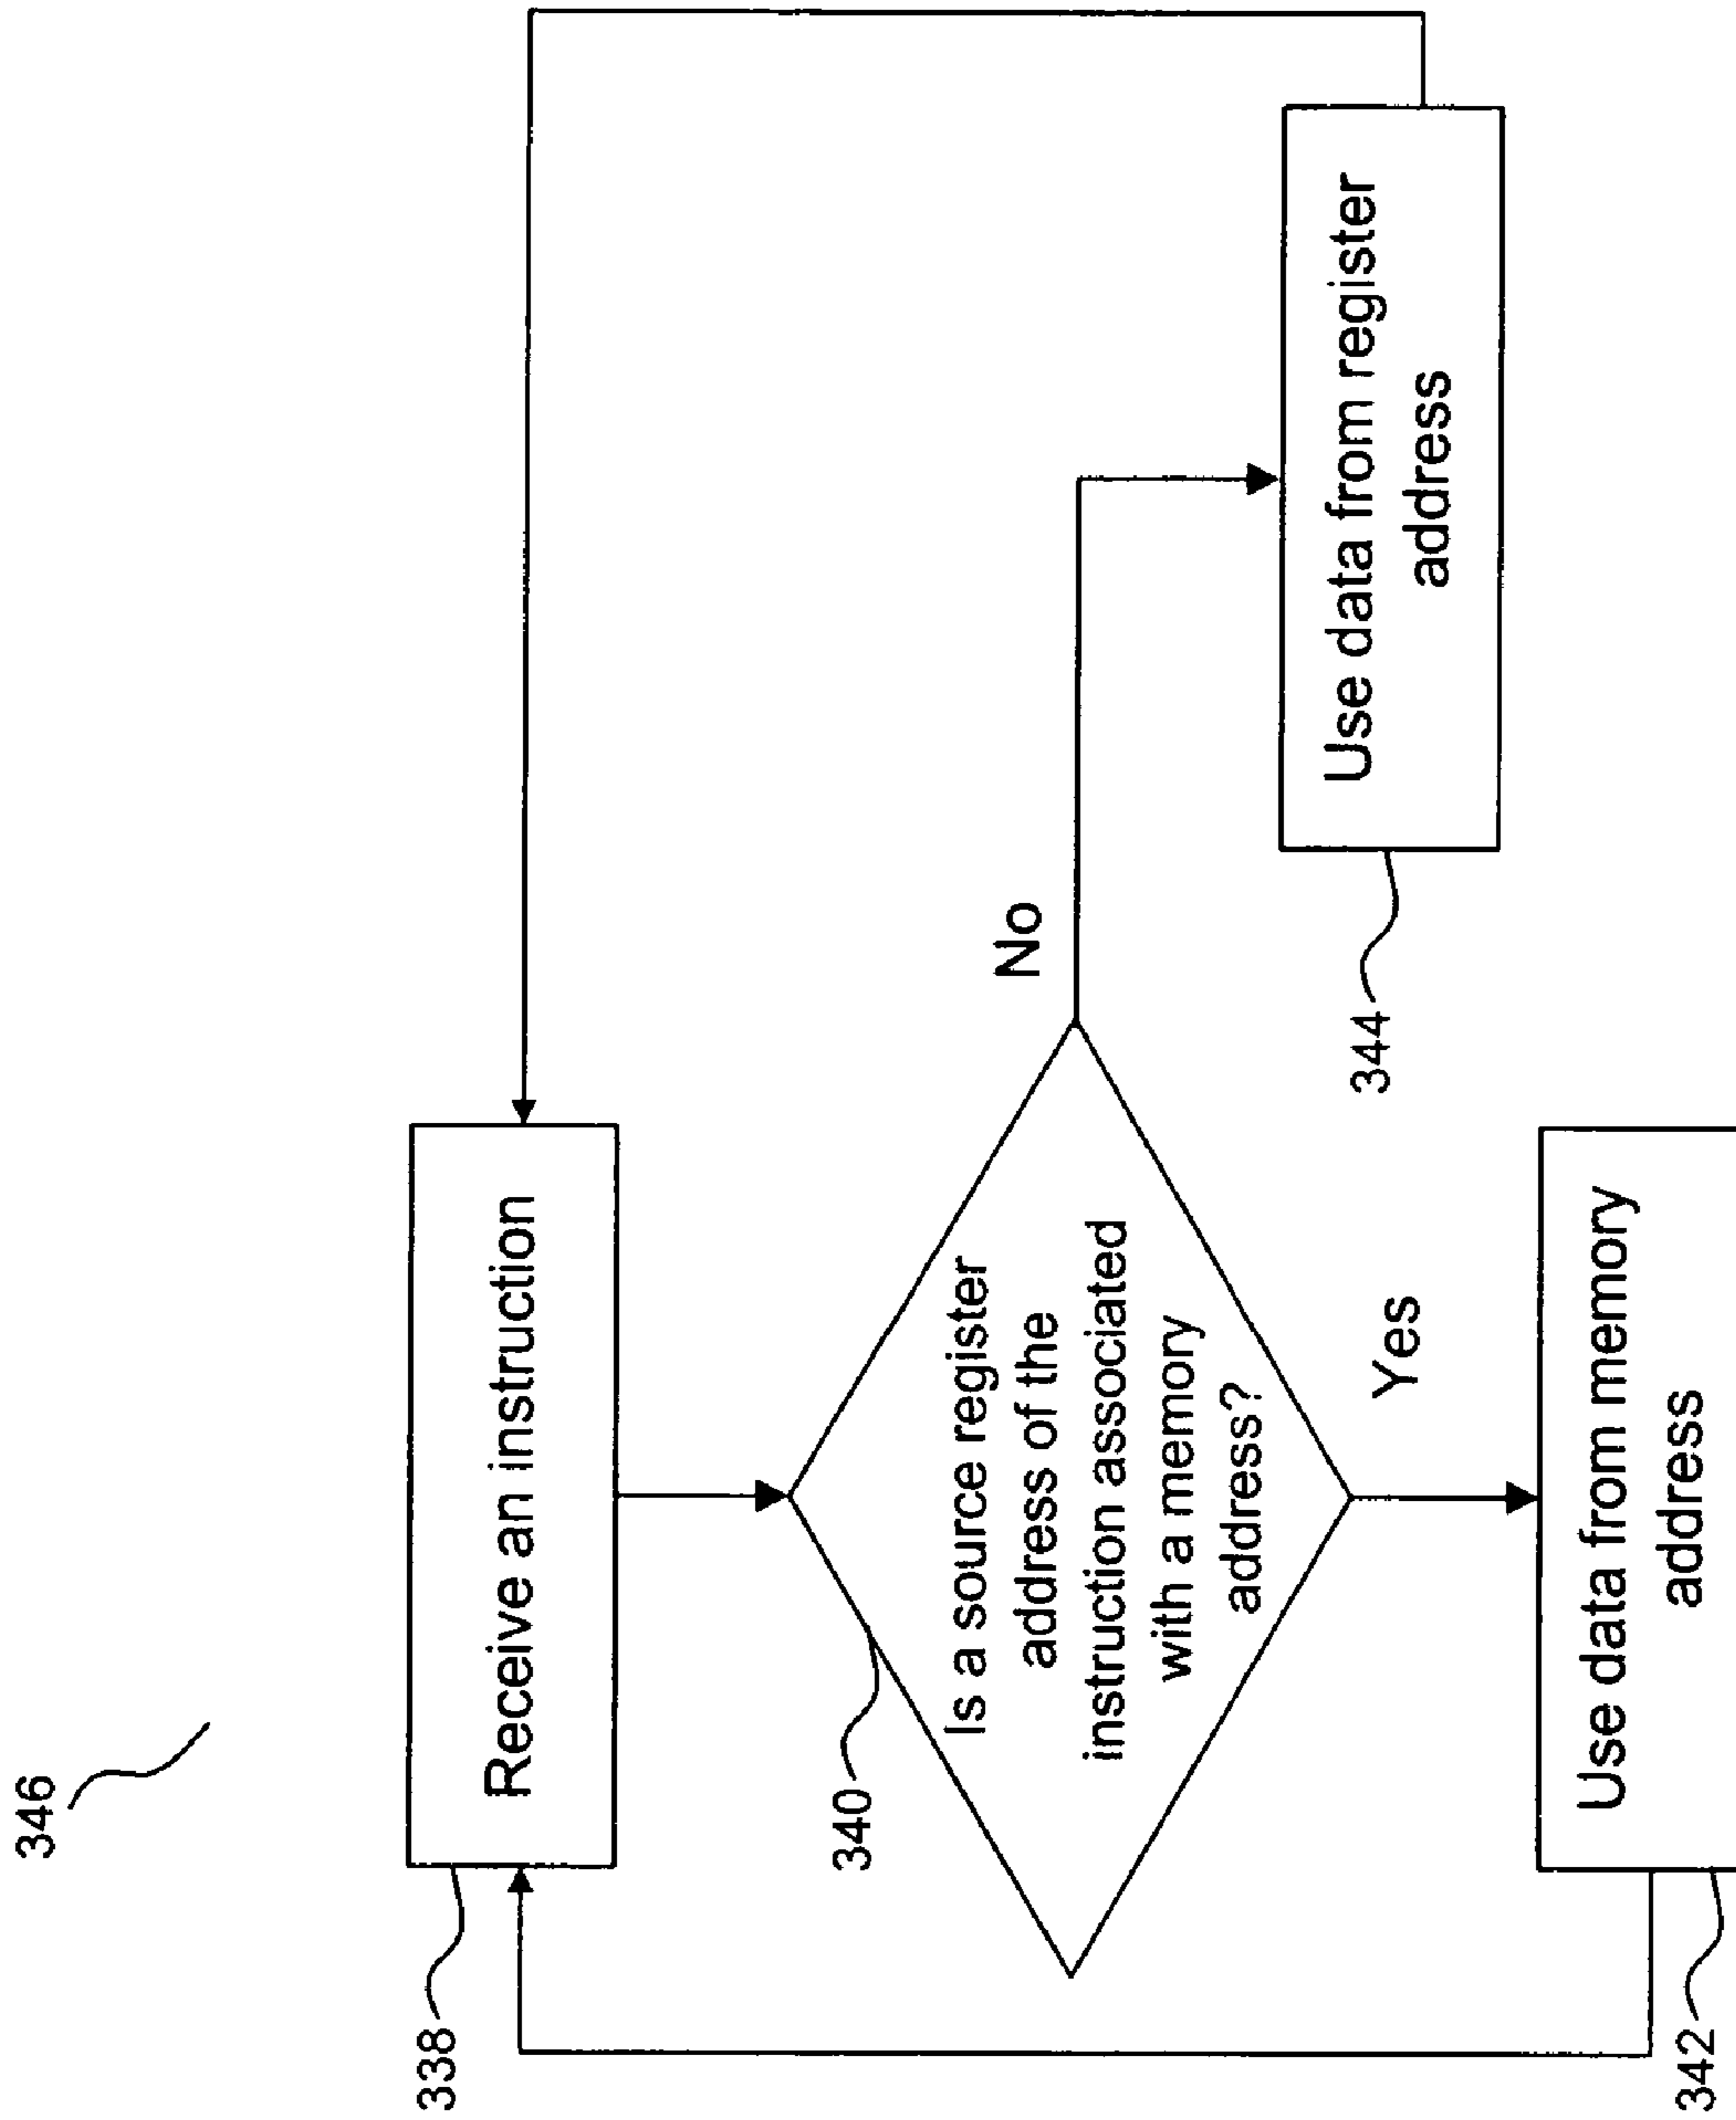 346
338
Receive an instruction
340
Is a source register
address of the
instruction associated
with a memory
address?
No
Yes
344
Use data from register
address
342
Use data from memory
address